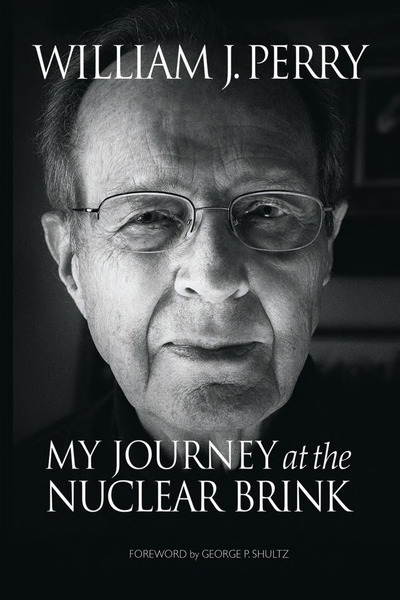 WILLIAM J. PERRY
MY JOURNEY at the
NUCLEAR BRINK
FOREWORD by GEORGE P. SHULTZ